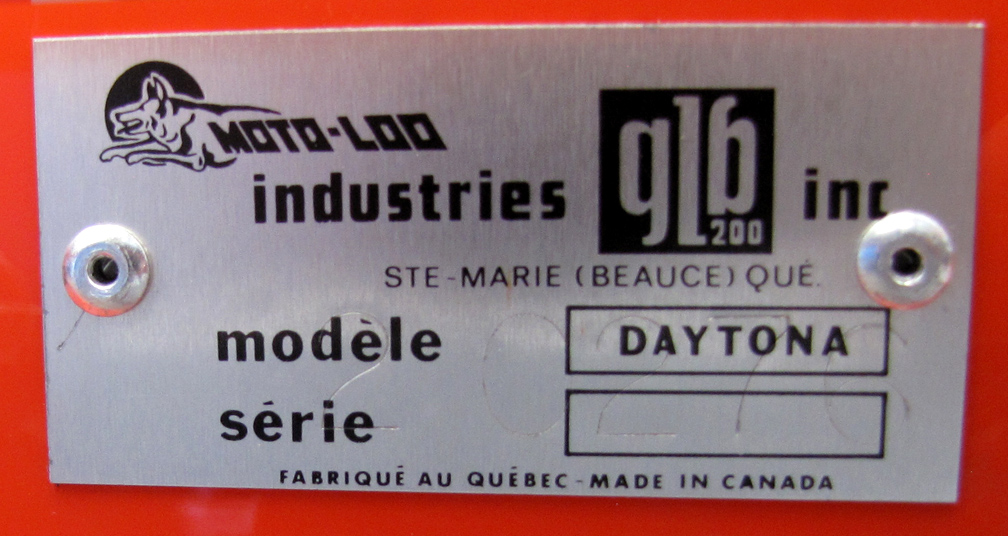 MOTO-LOO
industries glb 200 inc
STE-MARIE (BEAUCE) QUÉ.
modèle DAYTONA
série
20276
FABRIQUÉ AU QUÉBEC-MADE IN CANADA